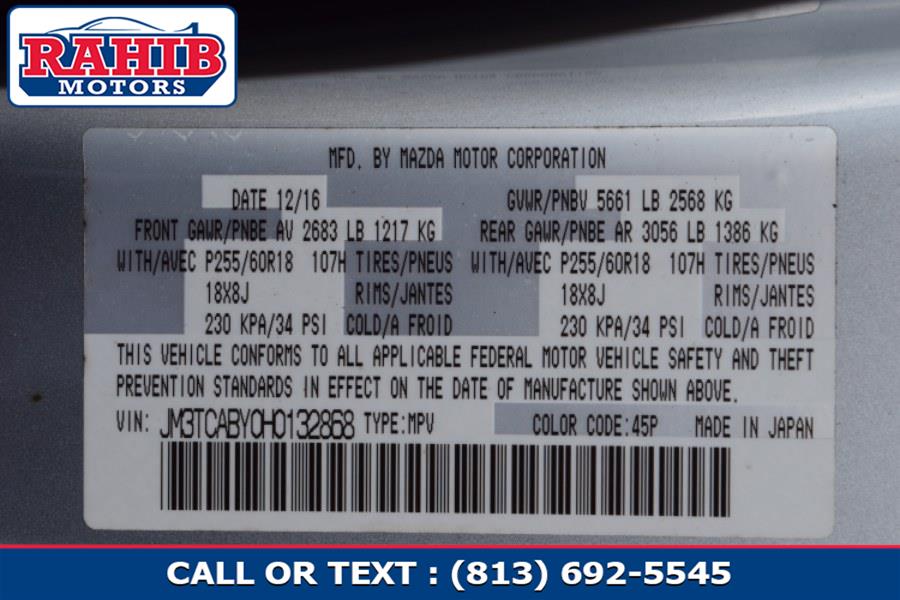 RAHIB
MOTORS
MFD. BY MAZDA MOTOR CORPORATION
DATE 12/16 GVWR/PNBV 5661 LB 2568 KG
FRONT GAWR/PNBE AV 2683 LB 1217 KG REAR GAWR/PNBE AR 3056 LB 1386 KG
WITH/AVEC P255/60R18 107H TIRES/PNEUS WITH/AVEC P255/60R18 107H TIRES/PNEUS
18X8J RIMS/JANTES 18X8J RIMS/JANTES
230 KPA/34 PSI COLD/A FROID 230 KPA/34 PSI COLD/A FROID
THIS VEHICLE CONFORMS TO ALL APPLICABLE FEDERAL MOTOR VEHICLE SAFETY AND THEFT
PREVENTION STANDARDS IN EFFECT ON THE DATE OF MANUFACTURE SHOWN ABOVE.
VIN: JM3TCABY0H0132868 TYPE:MPV COLOR CODE:45P MADE IN JAPAN
CALL OR TEXT : (813) 692-5545